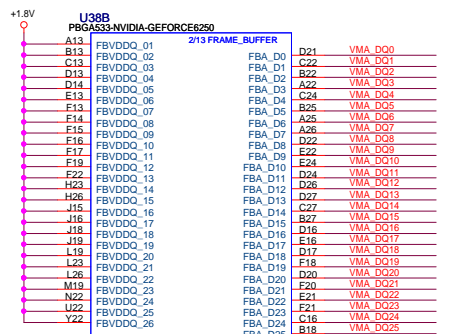 +1.8V
U38B
PBGA533-NVIDIA-GEFORCE6250
2/13 FRAME_BUFFER
A13 FBVDDQ_01
B13 FBVDDQ_02 FBA_D0 D21 VMA_DQ0
C13 FBVDDQ_03 FBA_D1 C22 VMA_DQ1
D13 FBVDDQ_04 FBA_D2 B22 VMA_DQ2
D14 FBVDDQ_05 FBA_D3 A22 VMA_DQ3
E13 FBVDDQ_06 FBA_D4 C24 VMA_DQ4
F13 FBVDDQ_07 FBA_D5 B25 VMA_DQ5
F14 FBVDDQ_08 FBA_D6 A25 VMA_DQ6
F15 FBVDDQ_09 FBA_D7 A26 VMA_DQ7
F16 FBVDDQ_10 FBA_D8 D22 VMA_DQ8
F17 FBVDDQ_11 FBA_D9 E22 VMA_DQ9
F19 FBVDDQ_12 FBA_D10 E24 VMA_DQ10
F22 FBVDDQ_13 FBA_D11 D24 VMA_DQ11
H23 FBVDDQ_14 FBA_D12 D26 VMA_DQ12
H26 FBVDDQ_15 FBA_D13 D27 VMA_DQ13
J15 FBVDDQ_16 FBA_D14 C27 VMA_DQ14
J16 FBVDDQ_17 FBA_D15 B27 VMA_DQ15
J18 FBVDDQ_18 FBA_D16 D16 VMA_DQ16
J19 FBVDDQ_19 FBA_D17 E16 VMA_DQ17
L19 FBVDDQ_20 FBA_D18 D17 VMA_DQ18
L23 FBVDDQ_21 FBA_D19 F18 VMA_DQ19
L26 FBVDDQ_22 FBA_D20 D20 VMA_DQ20
M19 FBVDDQ_23 FBA_D21 F20 VMA_DQ21
N22 FBVDDQ_24 FBA_D22 E21 VMA_DQ22
U22 FBVDDQ_25 FBA_D23 F21 VMA_DQ23
Y22 FBVDDQ_26 FBA_D24 C16 VMA_DQ24
B18 VMA_DQ25